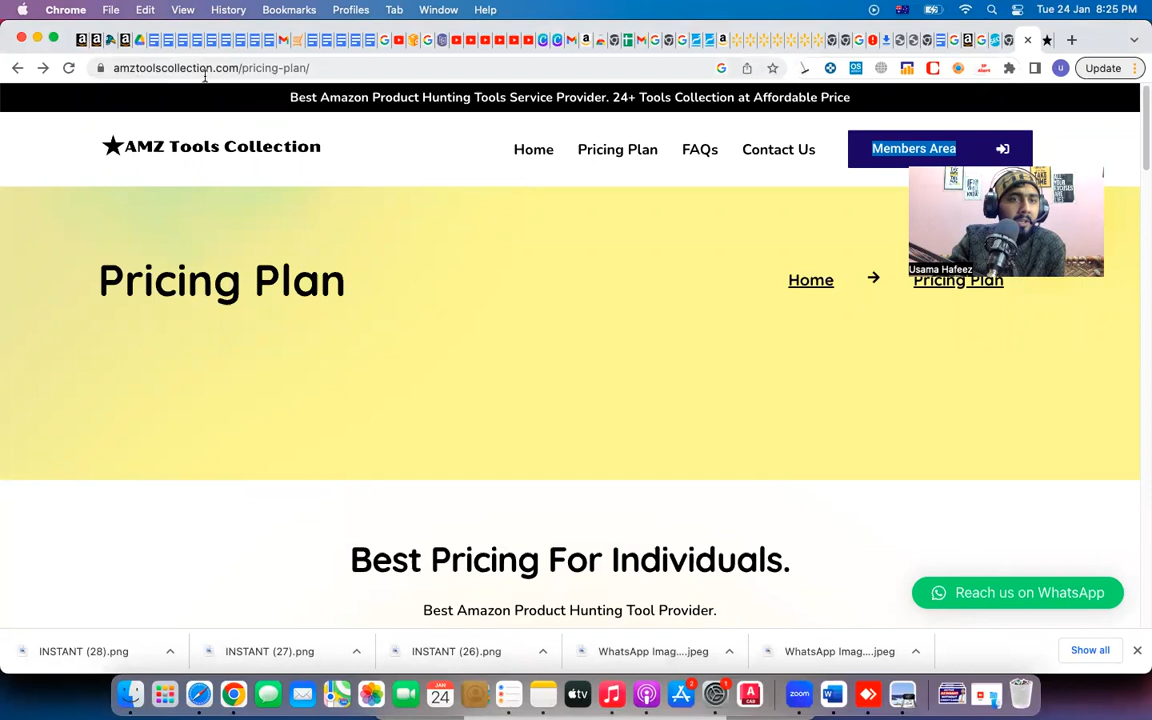 Chrome File Edit View History Bookmarks Profiles Tab Window Help Tue 24 Jan 8:25 PM
amztoolscollection.com/pricing-plan/ Update
Best Amazon Product Hunting Tools Service Provider. 24+ Tools Collection at Affordable Price
AMZ Tools Collection Home Pricing Plan FAQs Contact Us Members Area
Usama Hafeez
Pricing Plan Home Pricing Plan
Best Pricing For Individuals.
Reach us on WhatsApp
Best Amazon Product Hunting Tool Provider.
INSTANT (28).png INSTANT (27).png INSTANT (26).png WhatsApp Imag....jpeg WhatsApp Imag....jpeg Show all
24 tv zoom